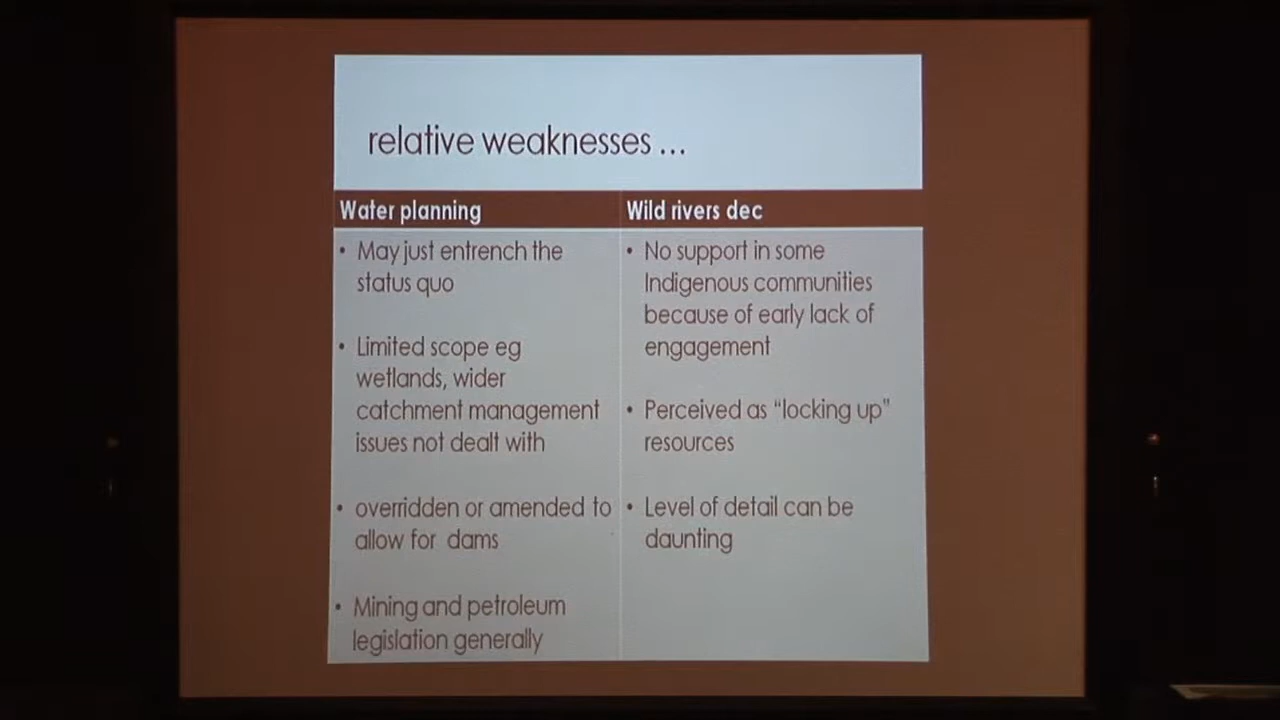 relative weaknesses ...
Water planning
• May just entrench the
status quo
• Limited scope eg
wetlands, wider
catchment management
issues not dealt with
• overridden or amended to
allow for dams
• Mining and petroleum
legislation generally
Wild rivers dec
• No support in some
Indigenous communities
because of early lack of
engagement
• Perceived as “locking up”
resources
• Level of detail can be
daunting